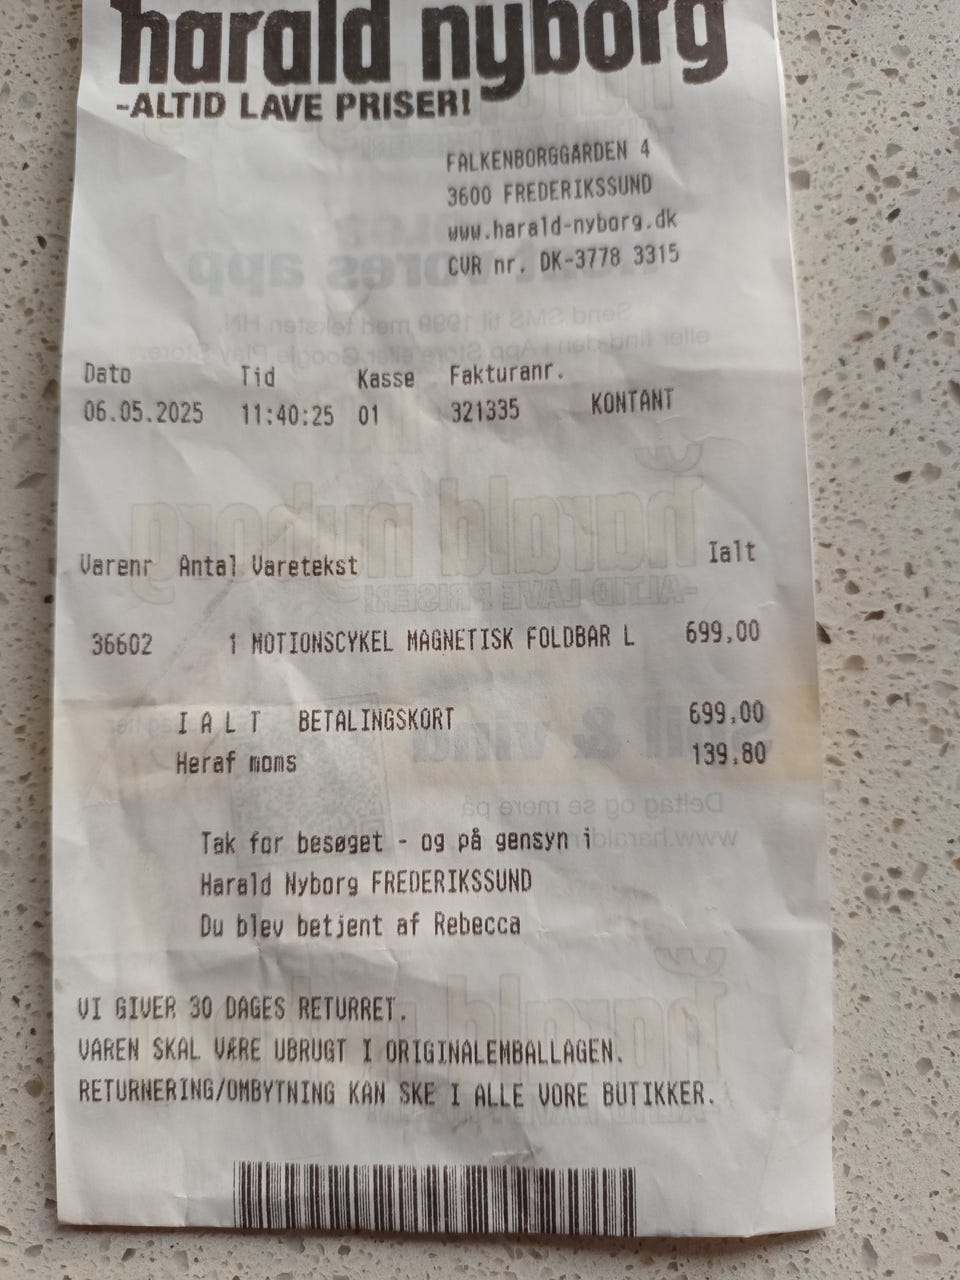 harald nyborg
-ALTID LAVE PRISER!
FALKENBORGGÅRDEN 4
3600 FREDERIKSSUND
www.harald-nyborg.dk
CVR nr. DK-3778 3315
Dato Tid Kasse Fakturanr.
06.05.2025 11:40:25 01 321335 KONTANT
Varenr Antal Varetekst Ialt
36602 1 MOTIONSCYKEL MAGNETISK FOLDBAR L 699,00
I A L T BETALINGSKORT 699,00
Heraf moms 139,80
Tak for besøget - og på gensyn i
Harald Nyborg FREDERIKSSUND
Du blev betjent af Rebecca
VI GIVER 30 DAGES RETURRET.
VAREN SKAL VÆRE UBRUGT I ORIGINALEMBALLAGEN.
RETURNERING/OMBYTNING KAN SKE I ALLE VORE BUTIKKER.